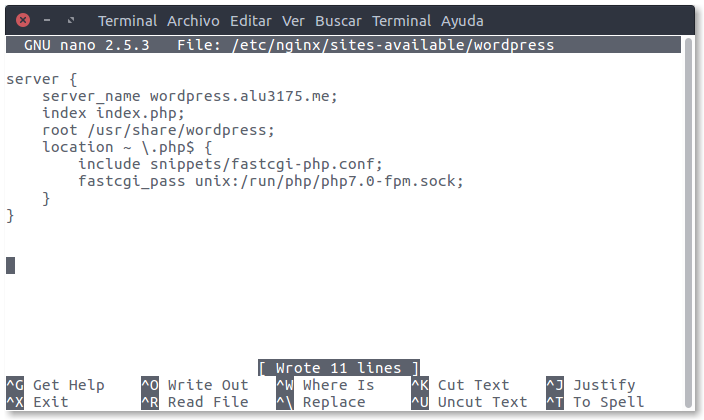 Terminal Archivo Editar Ver Buscar Terminal Ayuda
GNU nano 2.5.3 File: /etc/nginx/sites-available/wordpress
server {
    server_name wordpress.alu3175.me;
    index index.php;
    root /usr/share/wordpress;
    location ~ \.php$ {
        include snippets/fastcgi-php.conf;
        fastcgi_pass unix:/run/php/php7.0-fpm.sock;
    }
}
[ Wrote 11 lines ]
^G Get Help ^O Write Out ^W Where Is ^K Cut Text ^J Justify
^X Exit ^R Read File ^\ Replace ^U Uncut Text ^T To Spell